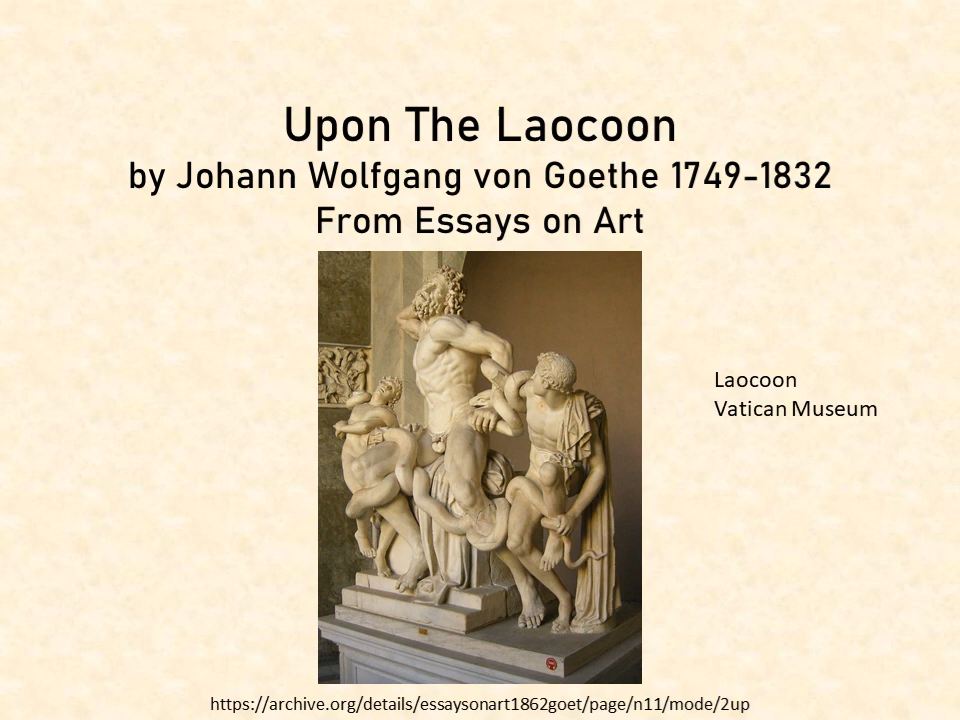 Upon The Laocoon
by Johann Wolfgang von Goethe 1749-1832
From Essays on Art
Laocoon
Vatican Museum
https://archive.org/details/essaysonart1862goet/page/n11/mode/2up